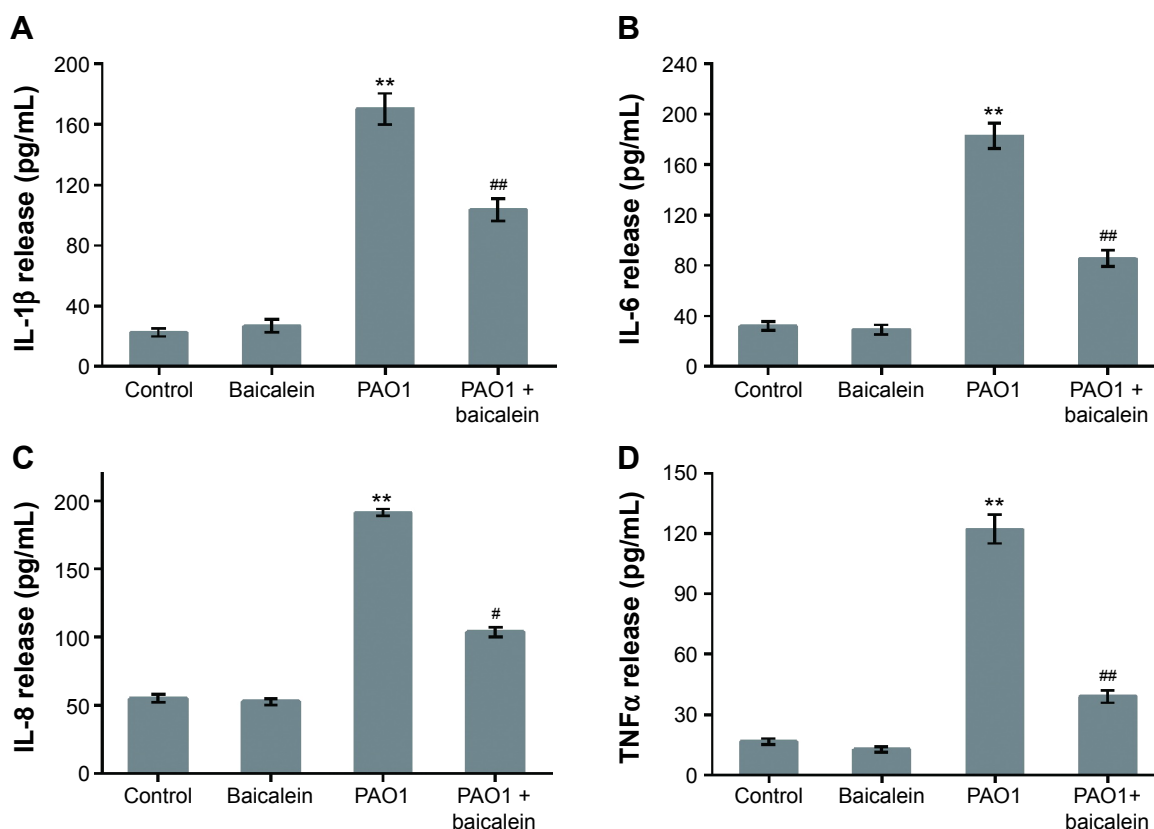 A
IL-1β release (pg/mL)
200
160
120
80
40
0
**
##
Control
Baicalein
PAO1
PAO1 +
baicalein
B
IL-6 release (pg/mL)
240
200
160
120
80
40
0
**
##
Control
Baicalein
PAO1
PAO1 +
baicalein
C
IL-8 release (pg/mL)
200
150
100
50
0
**
#
Control
Baicalein
PAO1
PAO1 +
baicalein
D
TNFα release (pg/mL)
150
120
90
60
30
0
**
##
Control
Baicalein
PAO1
PAO1+
baicalein